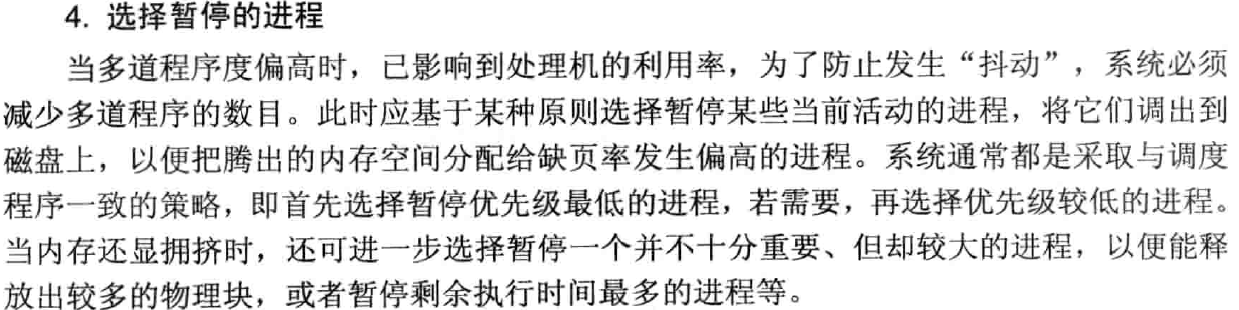 4. 选择暂停的进程
当多道程序度偏高时，已影响到处理机的利用率，为了防止发生“抖动”，系统必须
减少多道程序的数目。此时应基于某种原则选择暂停某些当前活动的进程，将它们调出到
磁盘上，以便把腾出的内存空间分配给缺页率发生偏高的进程。系统通常都是采取与调度
程序一致的策略，即首先选择暂停优先级最低的进程，若需要，再选择优先级较低的进程。
当内存还显拥挤时，还可进一步选择暂停一个并不十分重要、但却较大的进程，以便能释
放出较多的物理块，或者暂停剩余执行时间最多的进程等。